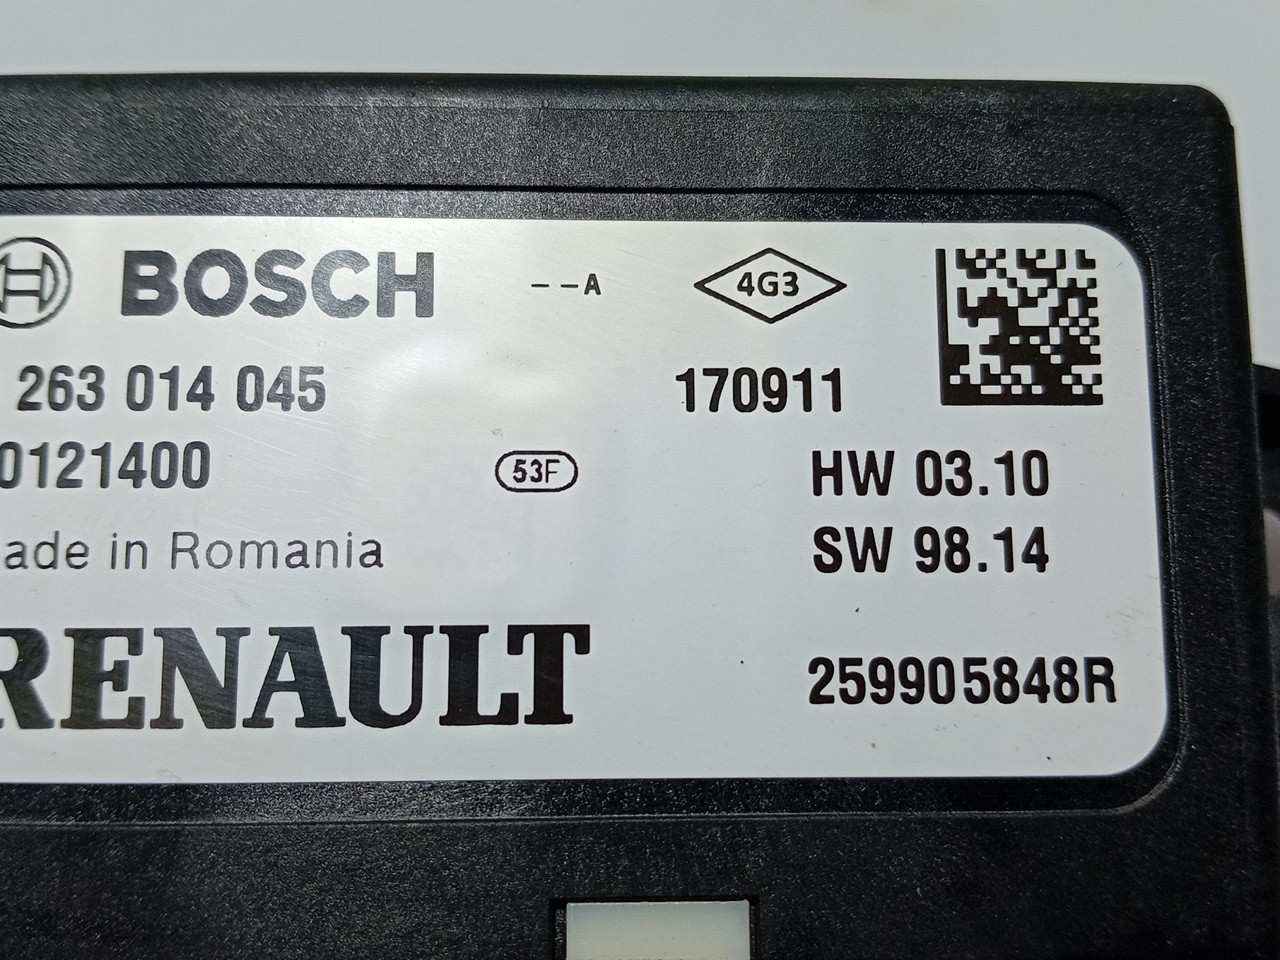 BOSCH --A 4G3
263 014 045 170911
0121400 53F HW 03.10
ade in Romania SW 98.14
RENAULT 259905848R